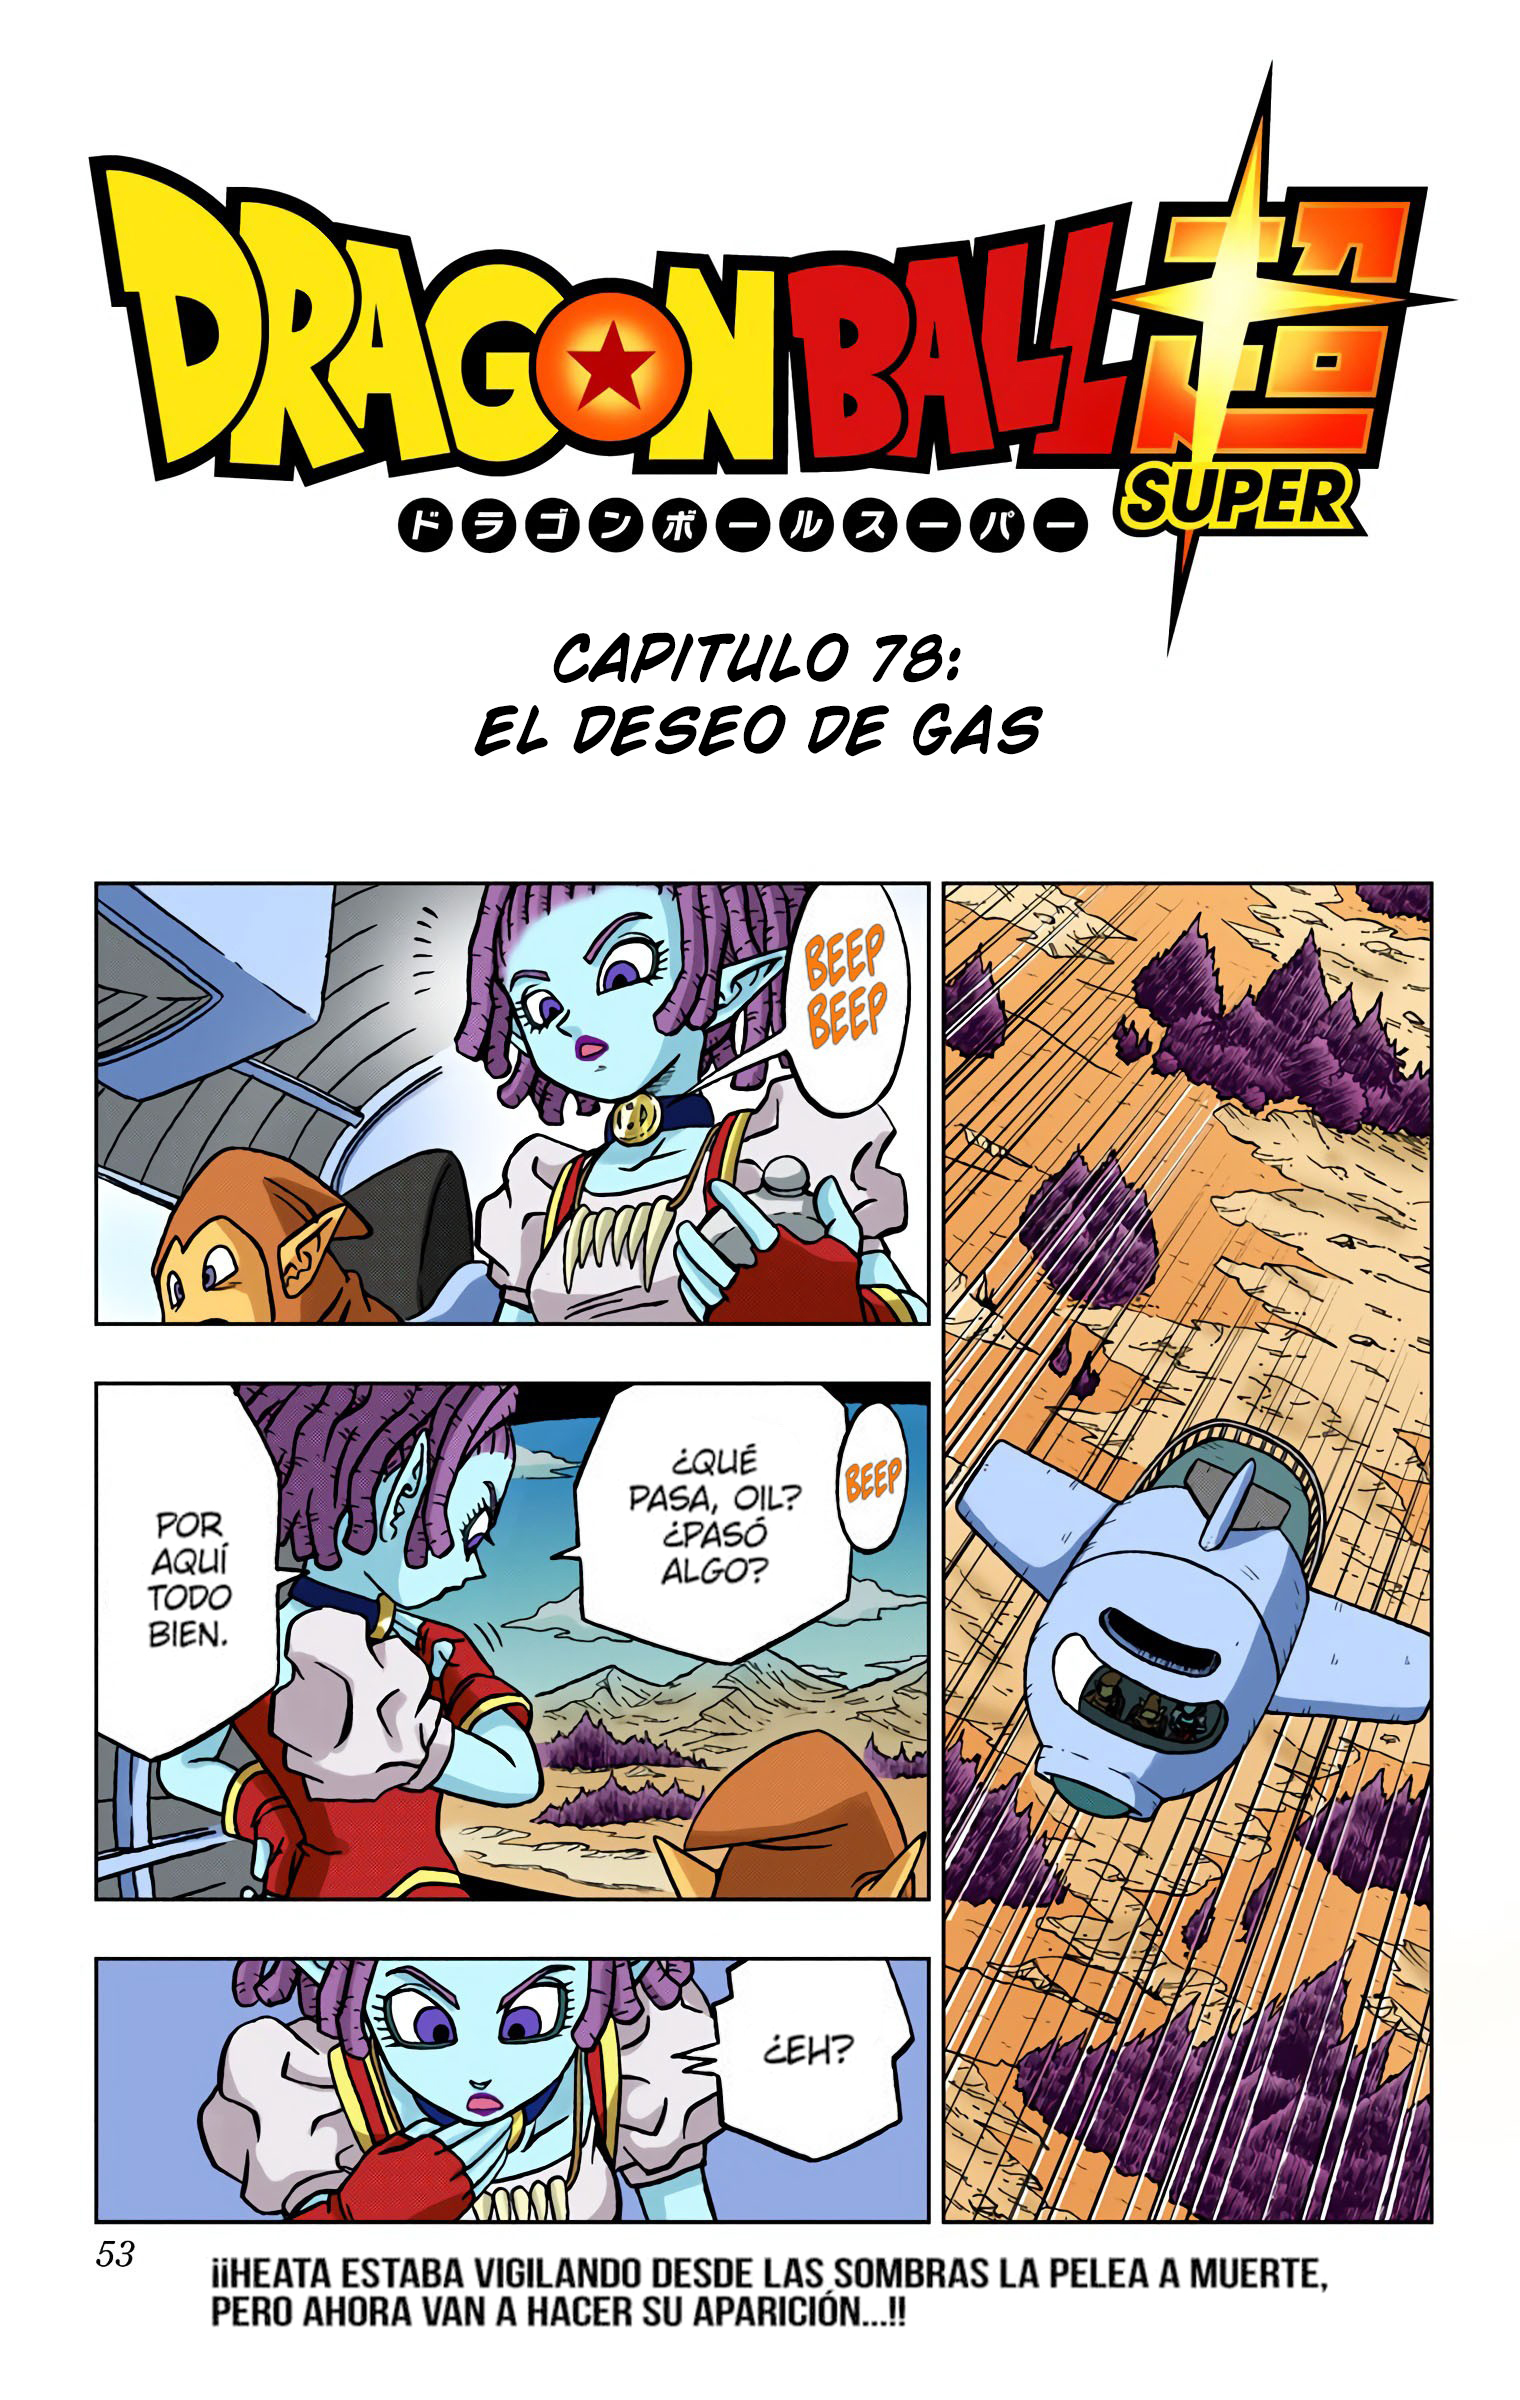 DRAGON BALL 超
SUPER
ドラゴンボールスーパー
CAPITULO 78:
EL DESEO DE GAS
BEEP
BEEP
BEEP
¿QUÉ
PASA, OIL?
¿PASÓ
ALGO?
POR
AQUÍ
TODO
BIEN.
¿EH?
53
¡¡HEATA ESTABA VIGILANDO DESDE LAS SOMBRAS LA PELEA A MUERTE,
PERO AHORA VAN A HACER SU APARICIÓN...!!